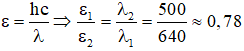 ε = hc/λ ⇒ ε₁/ε₂ = λ₂/λ₁ = 500/640 ≈ 0,78